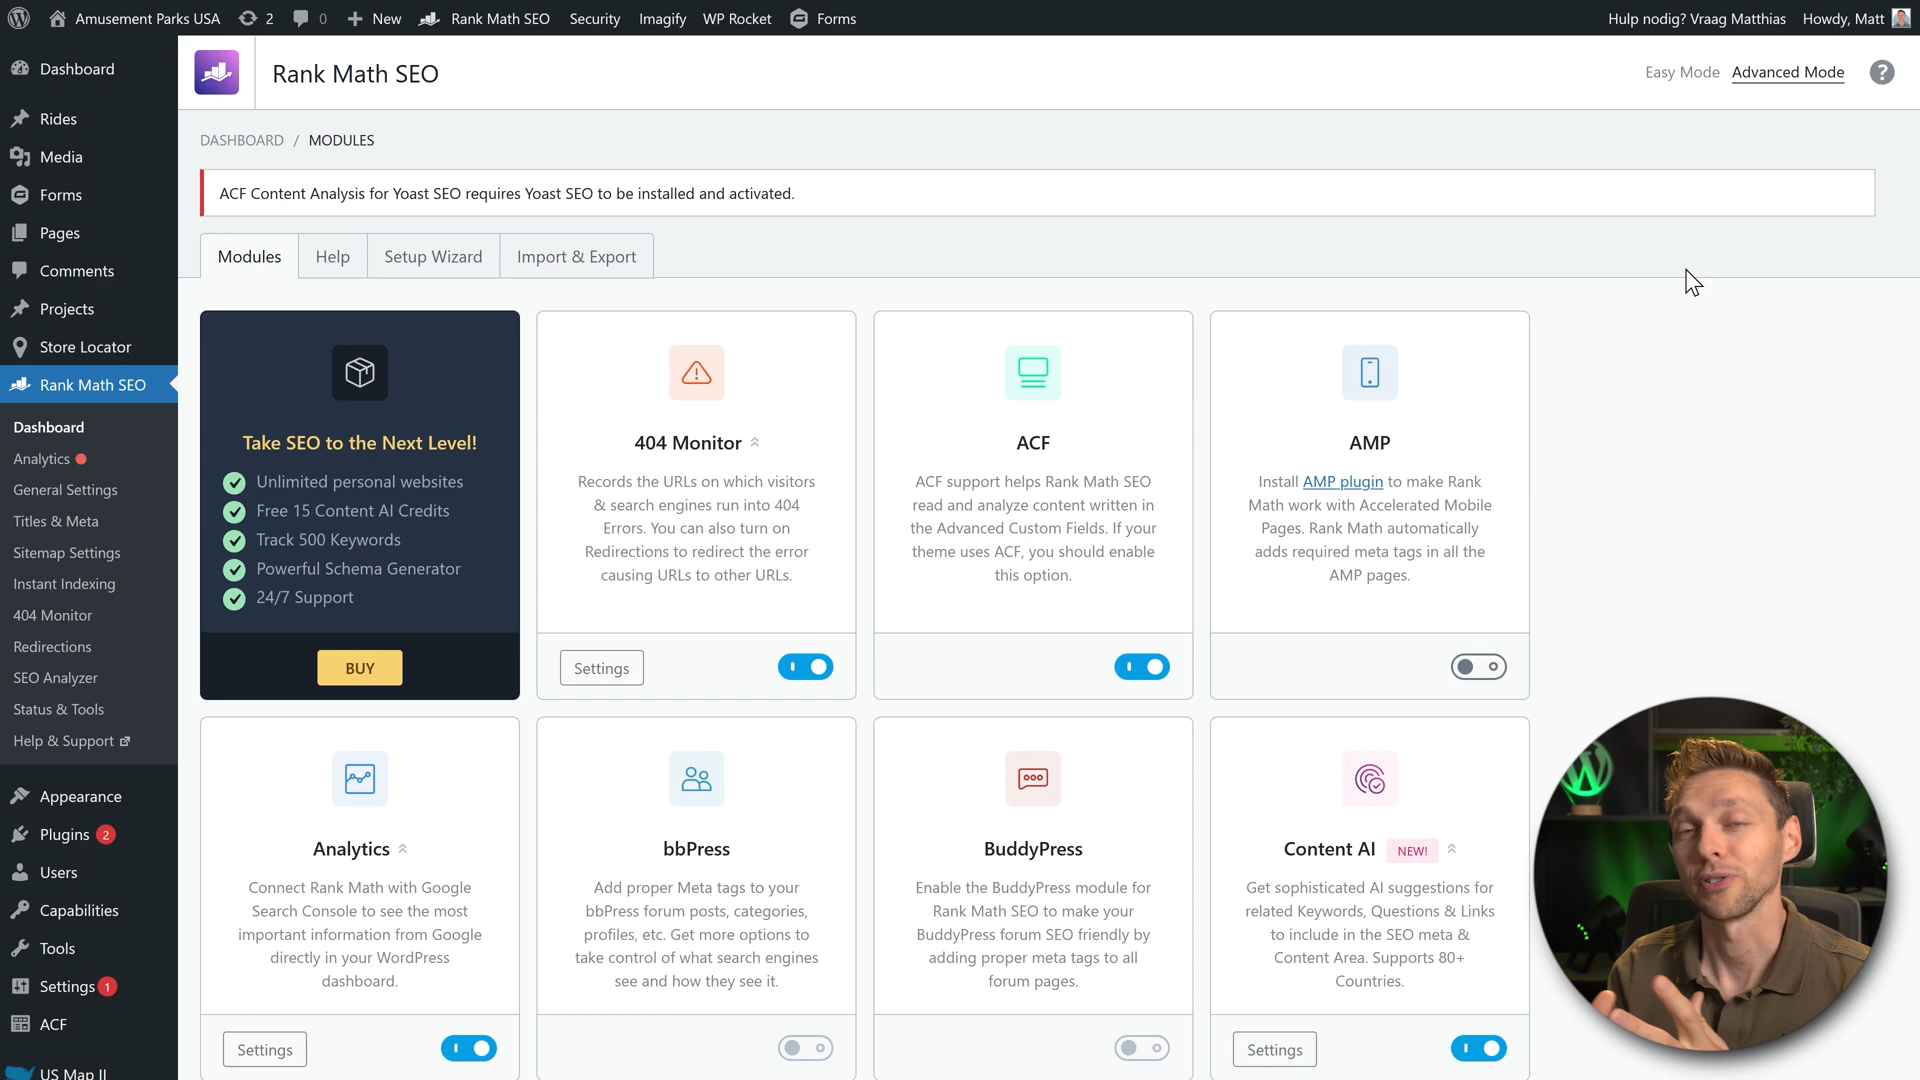 Amusement Parks USA
2
0
New
Rank Math SEO
Security
Imagify
WP Rocket
Forms
Hulp nodig? Vraag Matthias
Howdy, Matt
Dashboard
Rides
Media
Forms
Pages
Comments
Projects
Store Locator
Rank Math SEO
Dashboard
Analytics
General Settings
Titles & Meta
Sitemap Settings
Instant Indexing
404 Monitor
Redirections
SEO Analyzer
Status & Tools
Help & Support
Appearance
Plugins 2
Users
Capabilities
Tools
Settings 1
ACF
US Map II
Rank Math SEO
Easy Mode
Advanced Mode
?
DASHBOARD / MODULES
ACF Content Analysis for Yoast SEO requires Yoast SEO to be installed and activated.
Modules
Help
Setup Wizard
Import & Export
Take SEO to the Next Level!
Unlimited personal websites
Free 15 Content AI Credits
Track 500 Keywords
Powerful Schema Generator
24/7 Support
BUY
404 Monitor
Records the URLs on which visitors
& search engines run into 404
Errors. You can also turn on
Redirections to redirect the error
causing URLs to other URLs.
Settings
ACF
ACF support helps Rank Math SEO
read and analyze content written in
the Advanced Custom Fields. If your
theme uses ACF, you should enable
this option.
AMP
Install AMP plugin to make Rank
Math work with Accelerated Mobile
Pages. Rank Math automatically
adds required meta tags in all the
AMP pages.
Analytics
Connect Rank Math with Google
Search Console to see the most
important information from Google
directly in your WordPress
dashboard.
Settings
bbPress
Add proper Meta tags to your
bbPress forum posts, categories,
profiles, etc. Get more options to
take control of what search engines
see and how they see it.
BuddyPress
Enable the BuddyPress module for
Rank Math SEO to make your
BuddyPress forum SEO friendly by
adding proper meta tags to all
forum pages.
Content AI NEW!
Get sophisticated AI suggestions for
related Keywords, Questions & Links
to include in the SEO meta &
Content Area. Supports 80+
Countries.
Settings